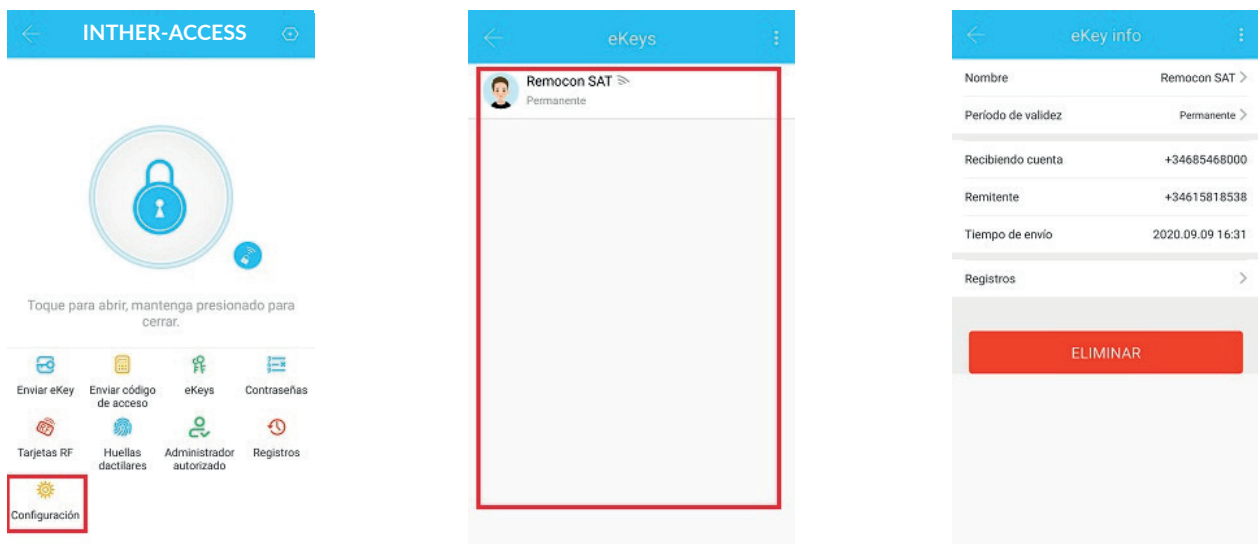 INTHER-ACCESS
Toque para abrir, mantenga presionado para
cerrar.
Enviar eKey
Enviar código
de acceso
eKeys
Contraseñas
RF
Tarjetas RF
Huellas
dactilares
Administrador
autorizado
Registros
Configuración
eKeys
Remocon SAT
Permanente
eKey info
Nombre Remocon SAT
Período de validez Permanente
Recibiendo cuenta +34685468000
Remitente +34615818538
Tiempo de envío 2020.09.09 16:31
Registros
ELIMINAR